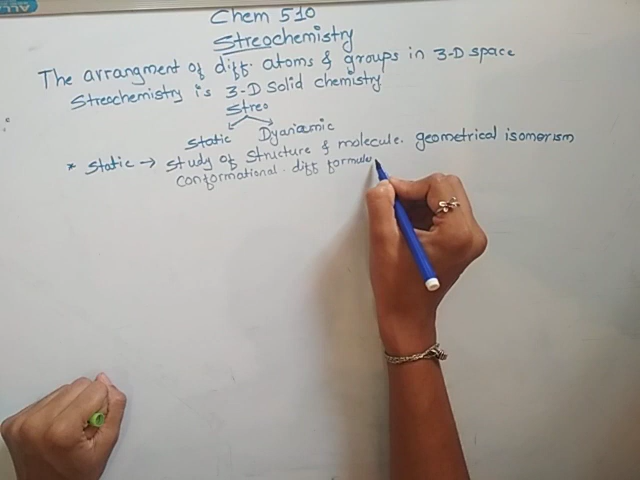 Chem 510
Streochemistry
The arrangment of diff. atoms & groups in 3-D space
Streochemistry is 3-D Solid chemistry
Streo
Static Dyanamic
* Static → Study of Structure & molecule. geometrical isomerism
conformational. diff formula